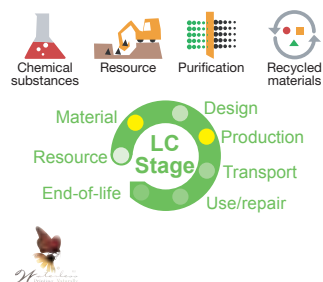 Chemical
substances
Resource
Purification
Recycled
materials
Material
Design
Production
Resource
LC
Stage
Transport
End-of-life
Use/repair